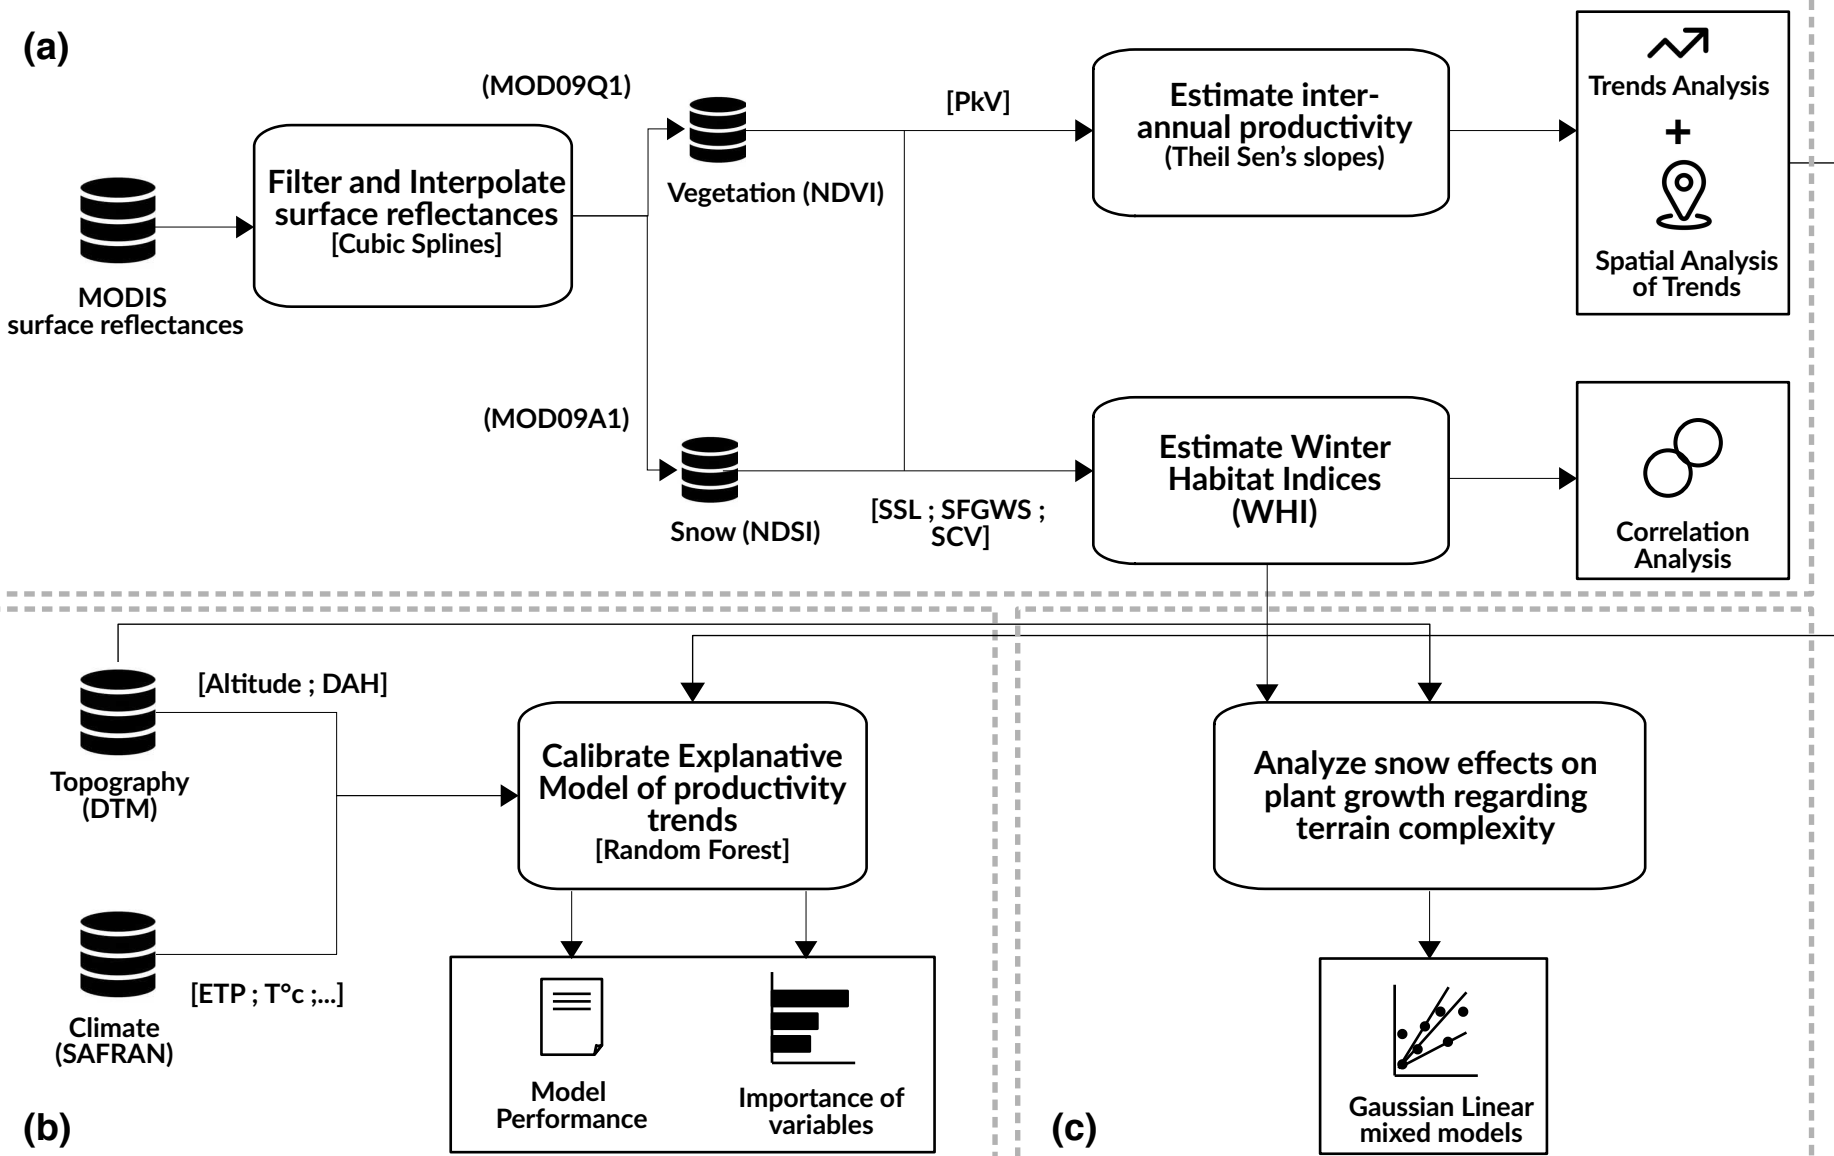 (a)
MODIS
surface reflectances
Filter and Interpolate
surface reflectances
[Cubic Splines]
(MOD09Q1)
Vegetation (NDVI)
[PkV]
Estimate inter-
annual productivity
(Theil Sen's slopes)
Trends Analysis
+
Spatial Analysis
of Trends
(MOD09A1)
Snow (NDSI)
[SSL ; SFGWS ;
SCV]
Estimate Winter
Habitat Indices
(WHI)
Correlation
Analysis
Topography
(DTM)
[Altitude ; DAH]
Climate
(SAFRAN)
[ETP ; T°c ;...]
Calibrate Explanative
Model of productivity
trends
[Random Forest]
Model
Performance
Importance of
variables
(b)
Analyze snow effects on
plant growth regarding
terrain complexity
Gaussian Linear
mixed models
(c)